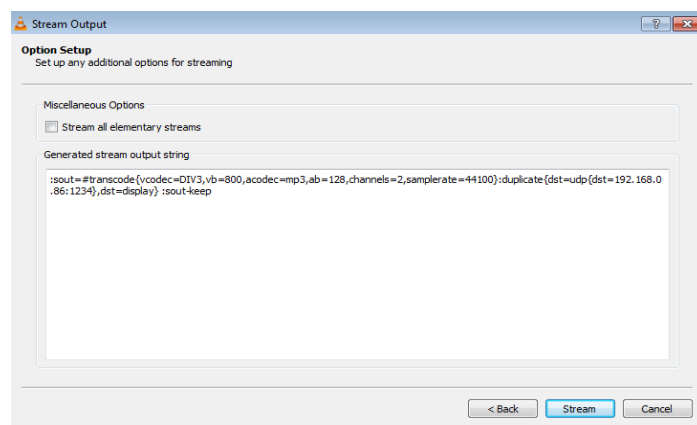 Stream Output
Option Setup
Set up any additional options for streaming
Miscellaneous Options
Stream all elementary streams
Generated stream output string
:sout=#transcode{vcodec=DIV3,vb=800,acodec=mp3,ab=128,channels=2,samplerate=44100}:duplicate{dst=udp{dst=192.168.0
.86:1234},dst=display} :sout-keep
< Back Stream Cancel